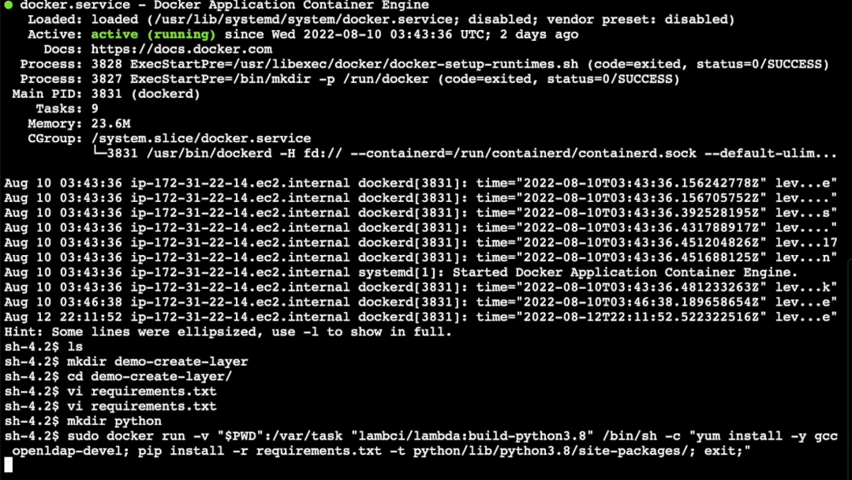 ● docker.service - Docker Application Container Engine
Loaded: loaded (/usr/lib/systemd/system/docker.service; disabled; vendor preset: disabled)
Active: active (running) since Wed 2022-08-10 03:43:36 UTC; 2 days ago
Docs: https://docs.docker.com
Process: 3828 ExecStartPre=/usr/libexec/docker/docker-setup-runtimes.sh (code=exited, status=0/SUCCESS)
Process: 3827 ExecStartPre=/bin/mkdir -p /run/docker (code=exited, status=0/SUCCESS)
Main PID: 3831 (dockerd)
Tasks: 9
Memory: 23.6M
CGroup: /system.slice/docker.service
└─3831 /usr/bin/dockerd -H fd:// --containerd=/run/containerd/containerd.sock --default-ulim...
Aug 10 03:43:36 ip-172-31-22-14.ec2.internal dockerd[3831]: time="2022-08-10T03:43:36.156242778Z" lev...e"
Aug 10 03:43:36 ip-172-31-22-14.ec2.internal dockerd[3831]: time="2022-08-10T03:43:36.156705752Z" lev...."
Aug 10 03:43:36 ip-172-31-22-14.ec2.internal dockerd[3831]: time="2022-08-10T03:43:36.392528195Z" lev...s"
Aug 10 03:43:36 ip-172-31-22-14.ec2.internal dockerd[3831]: time="2022-08-10T03:43:36.431788917Z" lev...."
Aug 10 03:43:36 ip-172-31-22-14.ec2.internal dockerd[3831]: time="2022-08-10T03:43:36.451204826Z" lev...17
Aug 10 03:43:36 ip-172-31-22-14.ec2.internal dockerd[3831]: time="2022-08-10T03:43:36.451688125Z" lev...n"
Aug 10 03:43:36 ip-172-31-22-14.ec2.internal systemd[1]: Started Docker Application Container Engine.
Aug 10 03:43:36 ip-172-31-22-14.ec2.internal dockerd[3831]: time="2022-08-10T03:43:36.481233263Z" lev...k"
Aug 10 03:46:38 ip-172-31-22-14.ec2.internal dockerd[3831]: time="2022-08-10T03:46:38.189658654Z" lev...e"
Aug 12 22:11:52 ip-172-31-22-14.ec2.internal dockerd[3831]: time="2022-08-12T22:11:52.522322516Z" lev...e"
Hint: Some lines were ellipsized, use -l to show in full.
sh-4.2$ ls
sh-4.2$ mkdir demo-create-layer
sh-4.2$ cd demo-create-layer/
sh-4.2$ vi requirements.txt
sh-4.2$ vi requirements.txt
sh-4.2$ mkdir python
sh-4.2$ sudo docker run -v "$PWD":/var/task "lambci/lambda:build-python3.8" /bin/sh -c "yum install -y gcc
openldap-devel; pip install -r requirements.txt -t python/lib/python3.8/site-packages/; exit;"